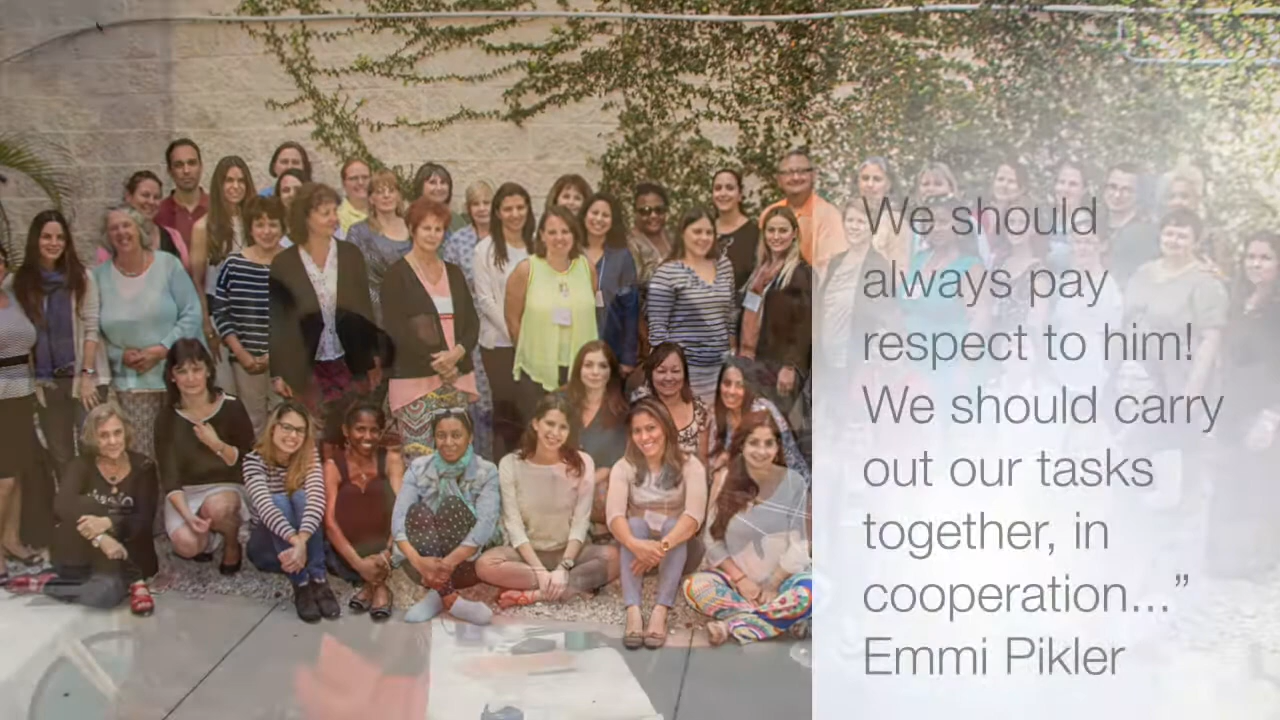 We should
always pay
respect to him!
We should carry
out our tasks
together, in
cooperation...”
Emmi Pikler